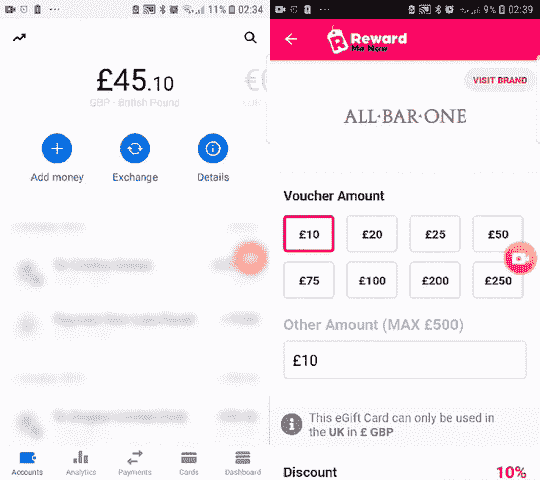 11% 02:34
£45.10
GBP - British Pound
Add money
Exchange
Details
Accounts
Analytics
Payments
Cards
Dashboard
9% 02:39
Reward
Me Now
VISIT BRAND
ALL·BAR·ONE
Voucher Amount
£10 £20 £25 £50
£75 £100 £200 £250
Other Amount (MAX £500)
£10
This eGift Card can only be used in
the UK in £ GBP
Discount 10%